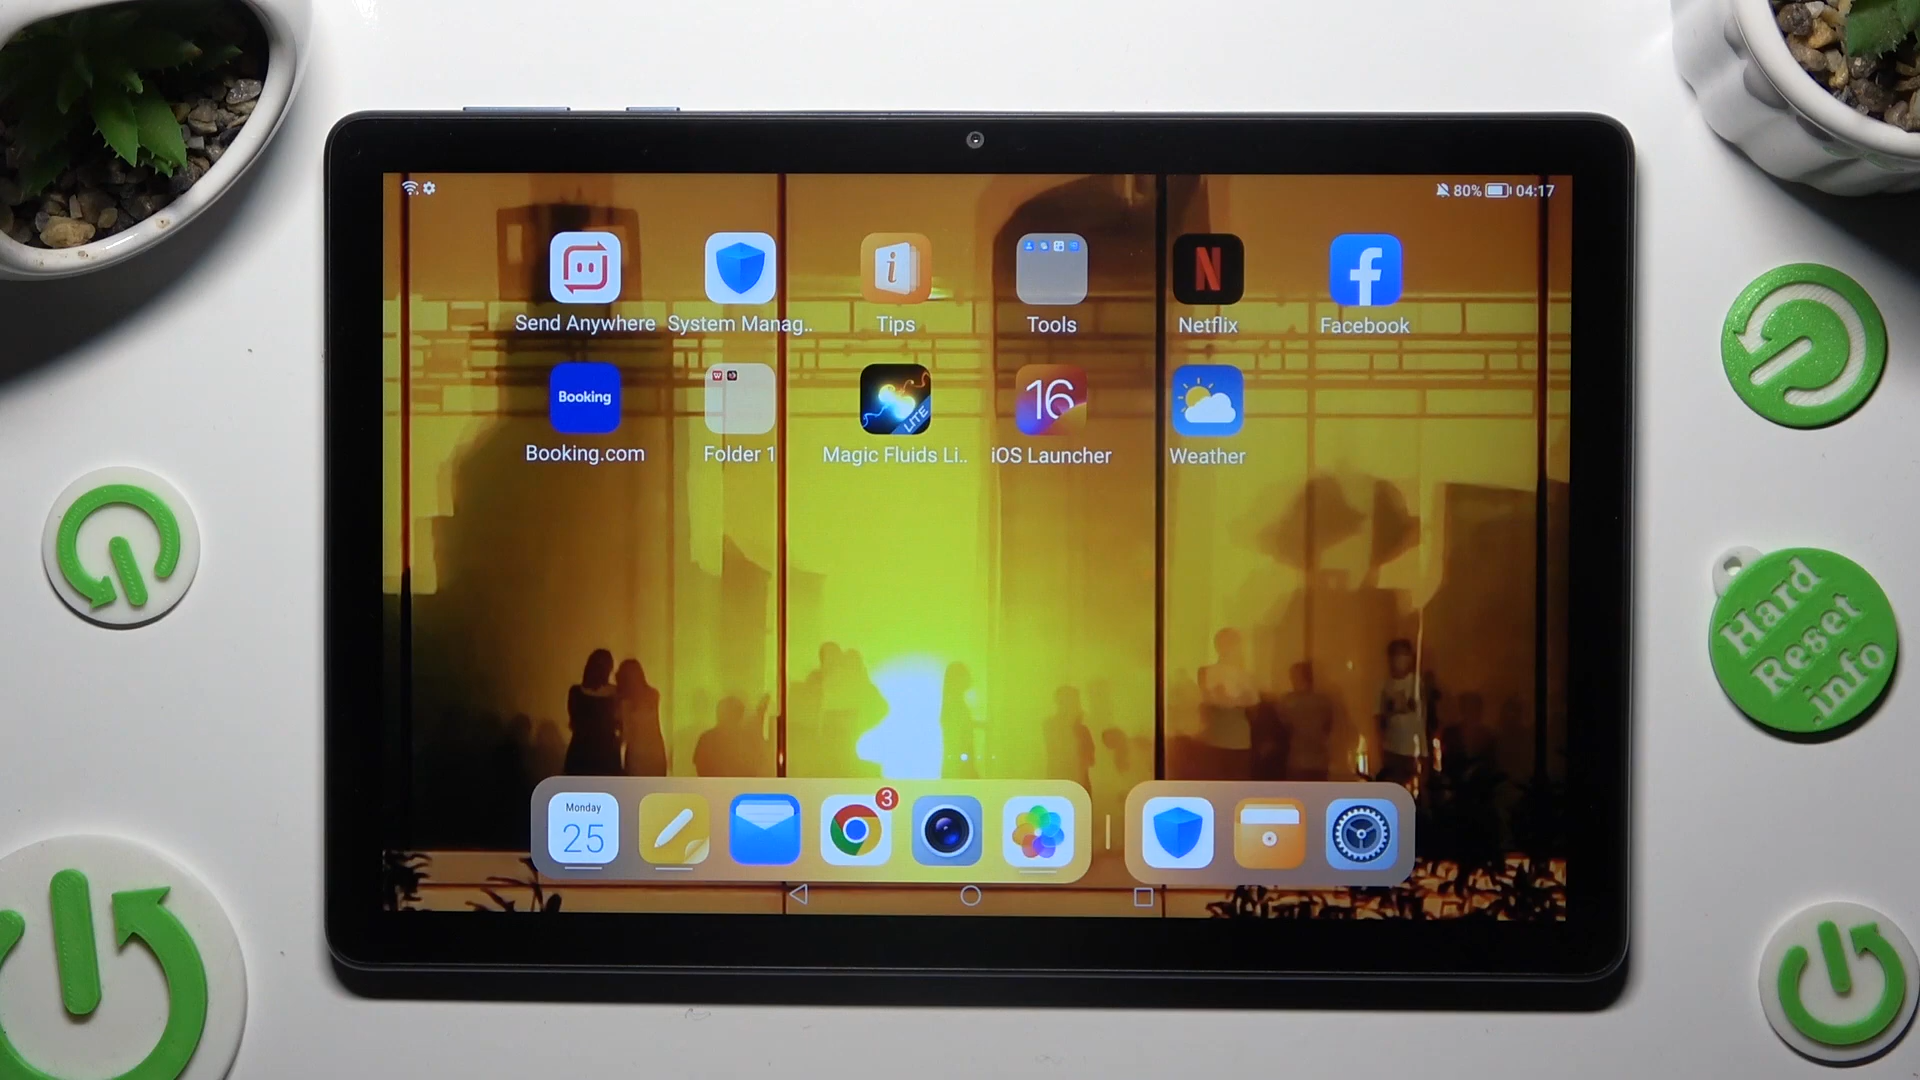 80% 04:17
Send Anywhere System Manag.. Tips Tools Netflix Facebook
Booking
LITE
16
Booking.com Folder 1 Magic Fluids Li.. iOS Launcher Weather
Monday
25
3
Hard
Reset
.info